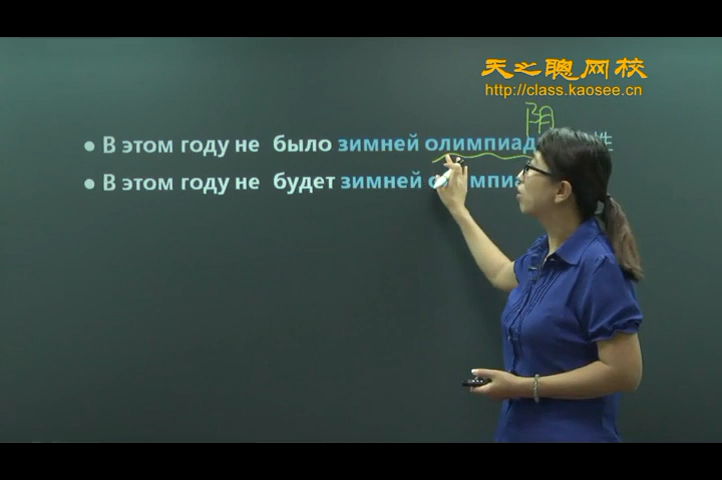 天之聰网校
http://class.kaosee.cn
阴
• В этом году не было зимней олимпиад 性
• В этом году не будет зимней